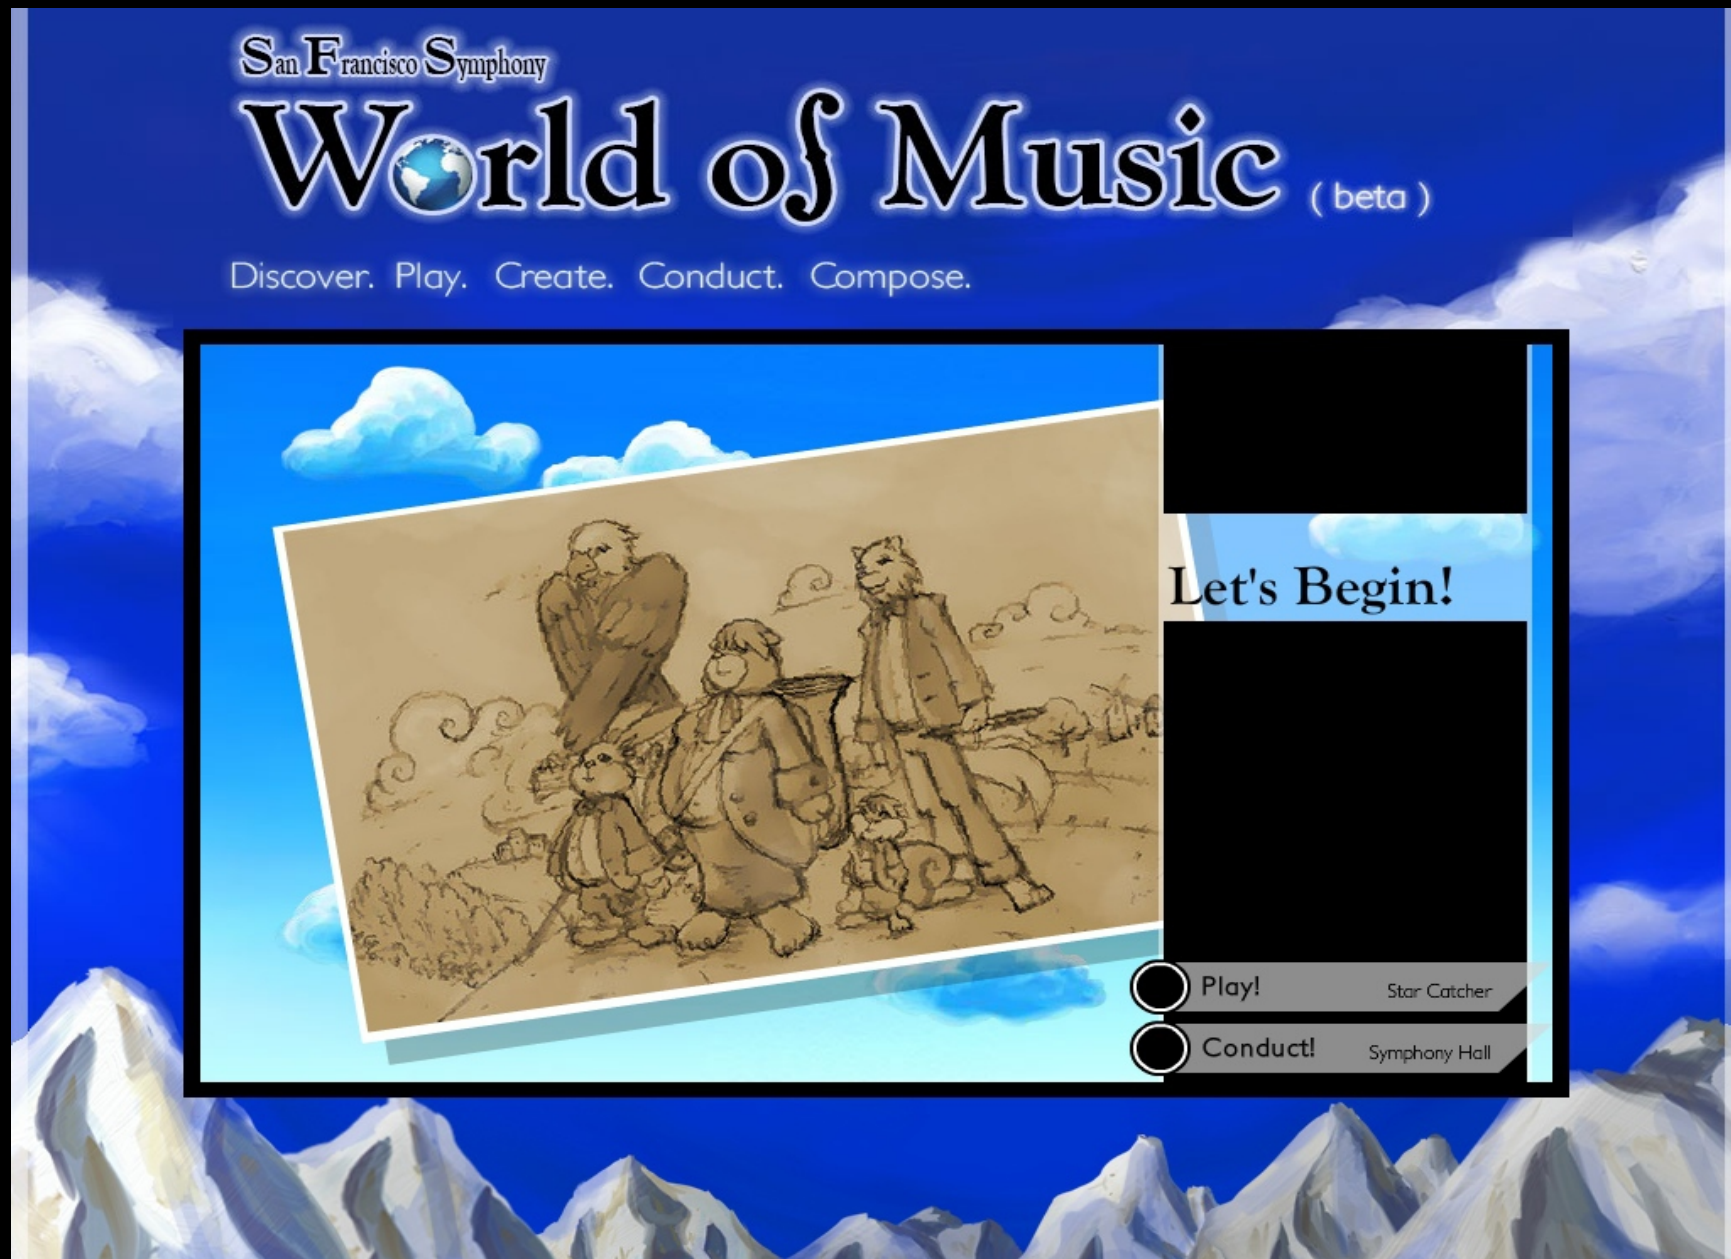 San Francisco Symphony
World of Music ( beta )
Discover. Play. Create. Conduct. Compose.
Let's Begin!
Play! Star Catcher
Conduct! Symphony Hall